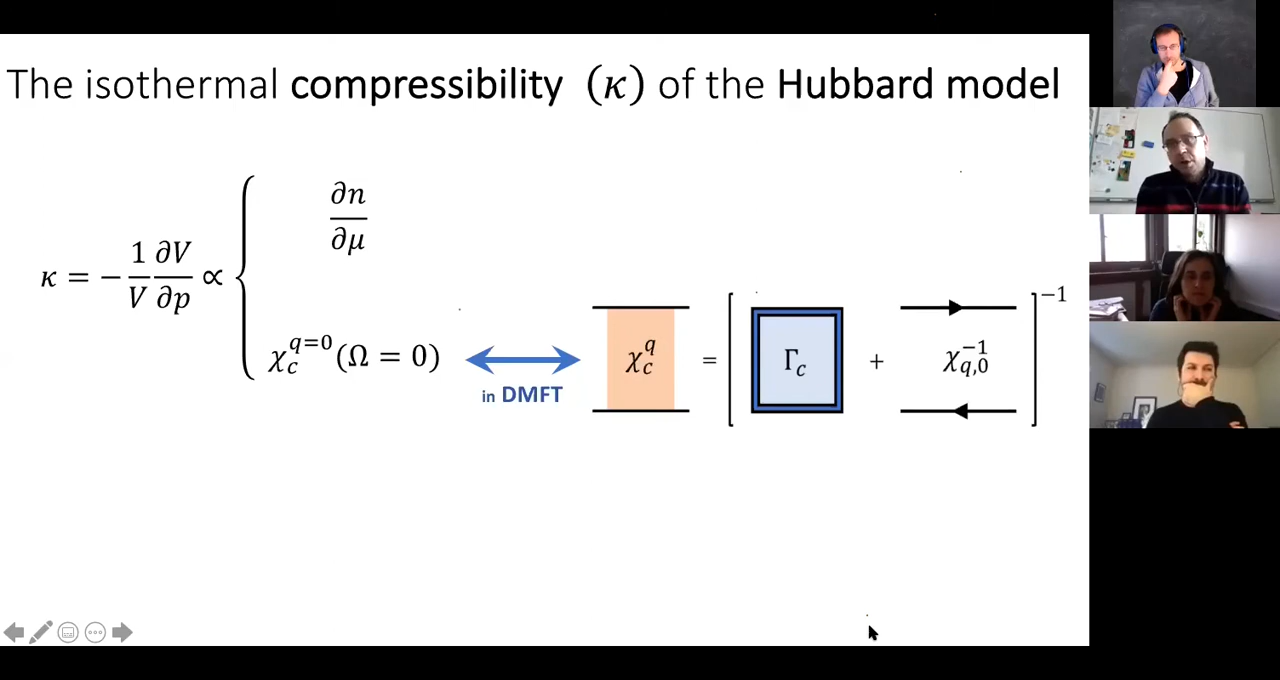 The isothermal compressibility (κ) of the Hubbard model
κ = − 1/V ∂V/∂p ∝ {
∂n/∂μ
χ_c^{q=0}(Ω = 0)
in DMFT
χ_c^q = [ Γ_c + χ_{q,0}^{−1} ]^{−1}